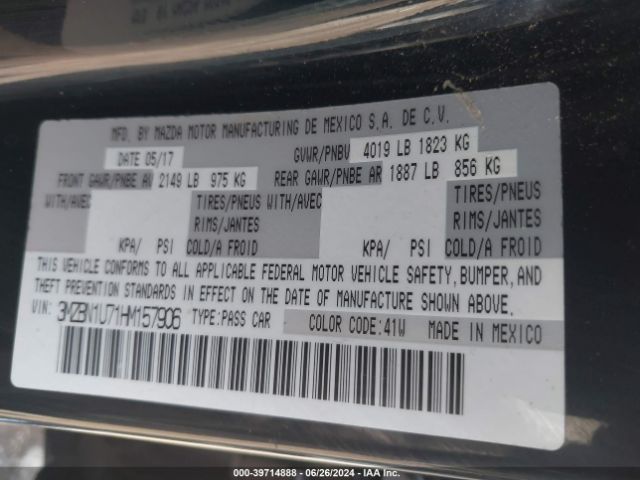 MFD. BY MAZDA MOTOR MANUFACTURING DE MEXICO S.A. DE C.V.
DATE 05/17 GVWR/PNBV 4019 LB 1823 KG
FRONT GAWR/PNBE AV 2149 LB 975 KG REAR GAWR/PNBE AR 1887 LB 856 KG
WITH/AVEC TIRES/PNEUS WITH/AVEC TIRES/PNEUS
RIMS/JANTES RIMS/JANTES
KPA/ PSI COLD/A FROID KPA/ PSI COLD/A FROID
THIS VEHICLE CONFORMS TO ALL APPLICABLE FEDERAL MOTOR VEHICLE SAFETY, BUMPER, AND
THEFT PREVENTION STANDARDS IN EFFECT ON THE DATE OF MANUFACTURE SHOWN ABOVE.
VIN: 3MZBN1U71HM157906 TYPE:PASS CAR COLOR CODE:41W MADE IN MEXICO
000-39714888 - 06/26/2024 - IAA Inc.